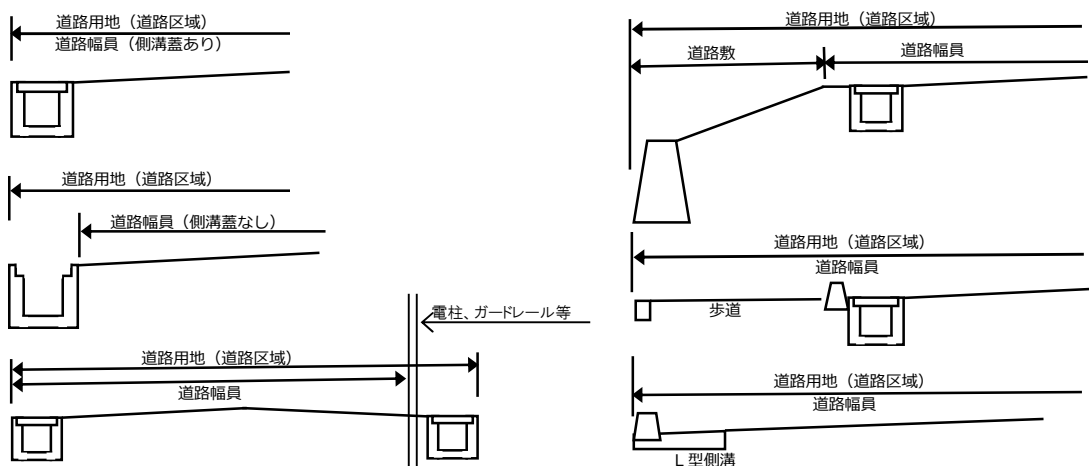 道路用地（道路区域）
道路幅員（側溝蓋あり）
道路用地（道路区域）
道路幅員（側溝蓋なし）
電柱、ガードレール等
道路用地（道路区域）
道路幅員
道路用地（道路区域）
道路敷
道路幅員
道路用地（道路区域）
道路幅員
歩道
道路用地（道路区域）
道路幅員
L 型側溝